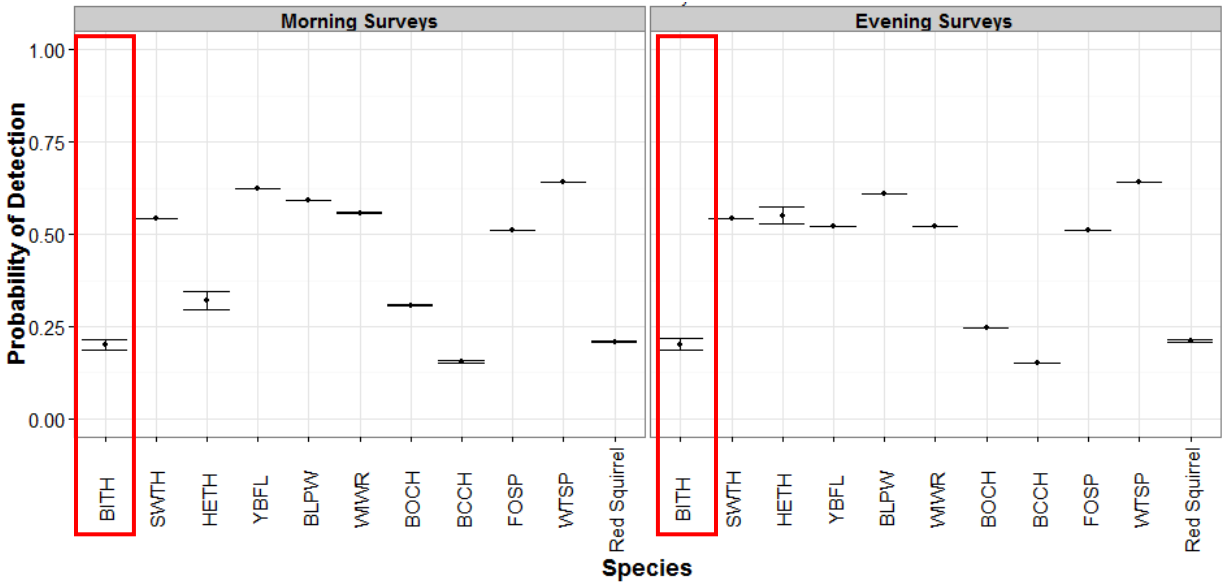 Morning Surveys
Evening Surveys
Probability of Detection
1.00
0.75
0.50
0.25
0.00
BITH
SWTH
HETH
YBFL
BLPW
WIWR
BOCH
BCCH
FOSP
WTSP
Red Squirrel
BITH
SWTH
HETH
YBFL
BLPW
WIWR
BOCH
BCCH
FOSP
WTSP
Red Squirrel
Species